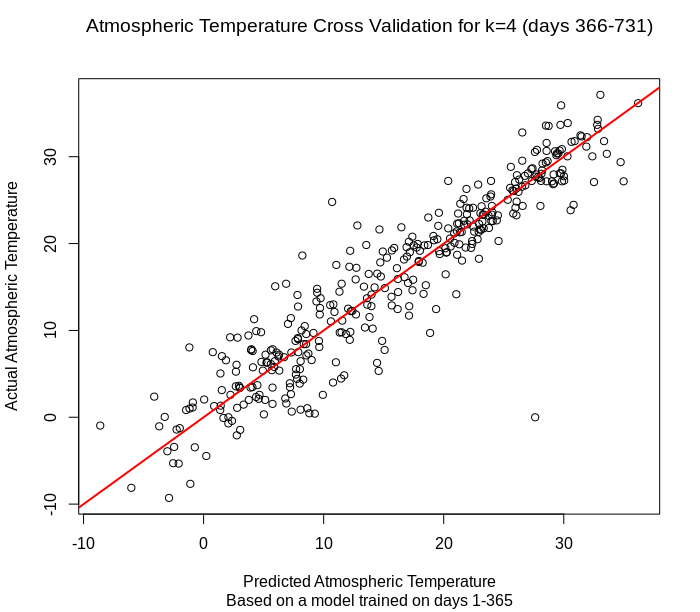 Atmospheric Temperature Cross Validation for k=4 (days 366-731)
Actual Atmospheric Temperature
30
20
10
0
-10
-10 0 10 20 30
Predicted Atmospheric Temperature
Based on a model trained on days 1-365